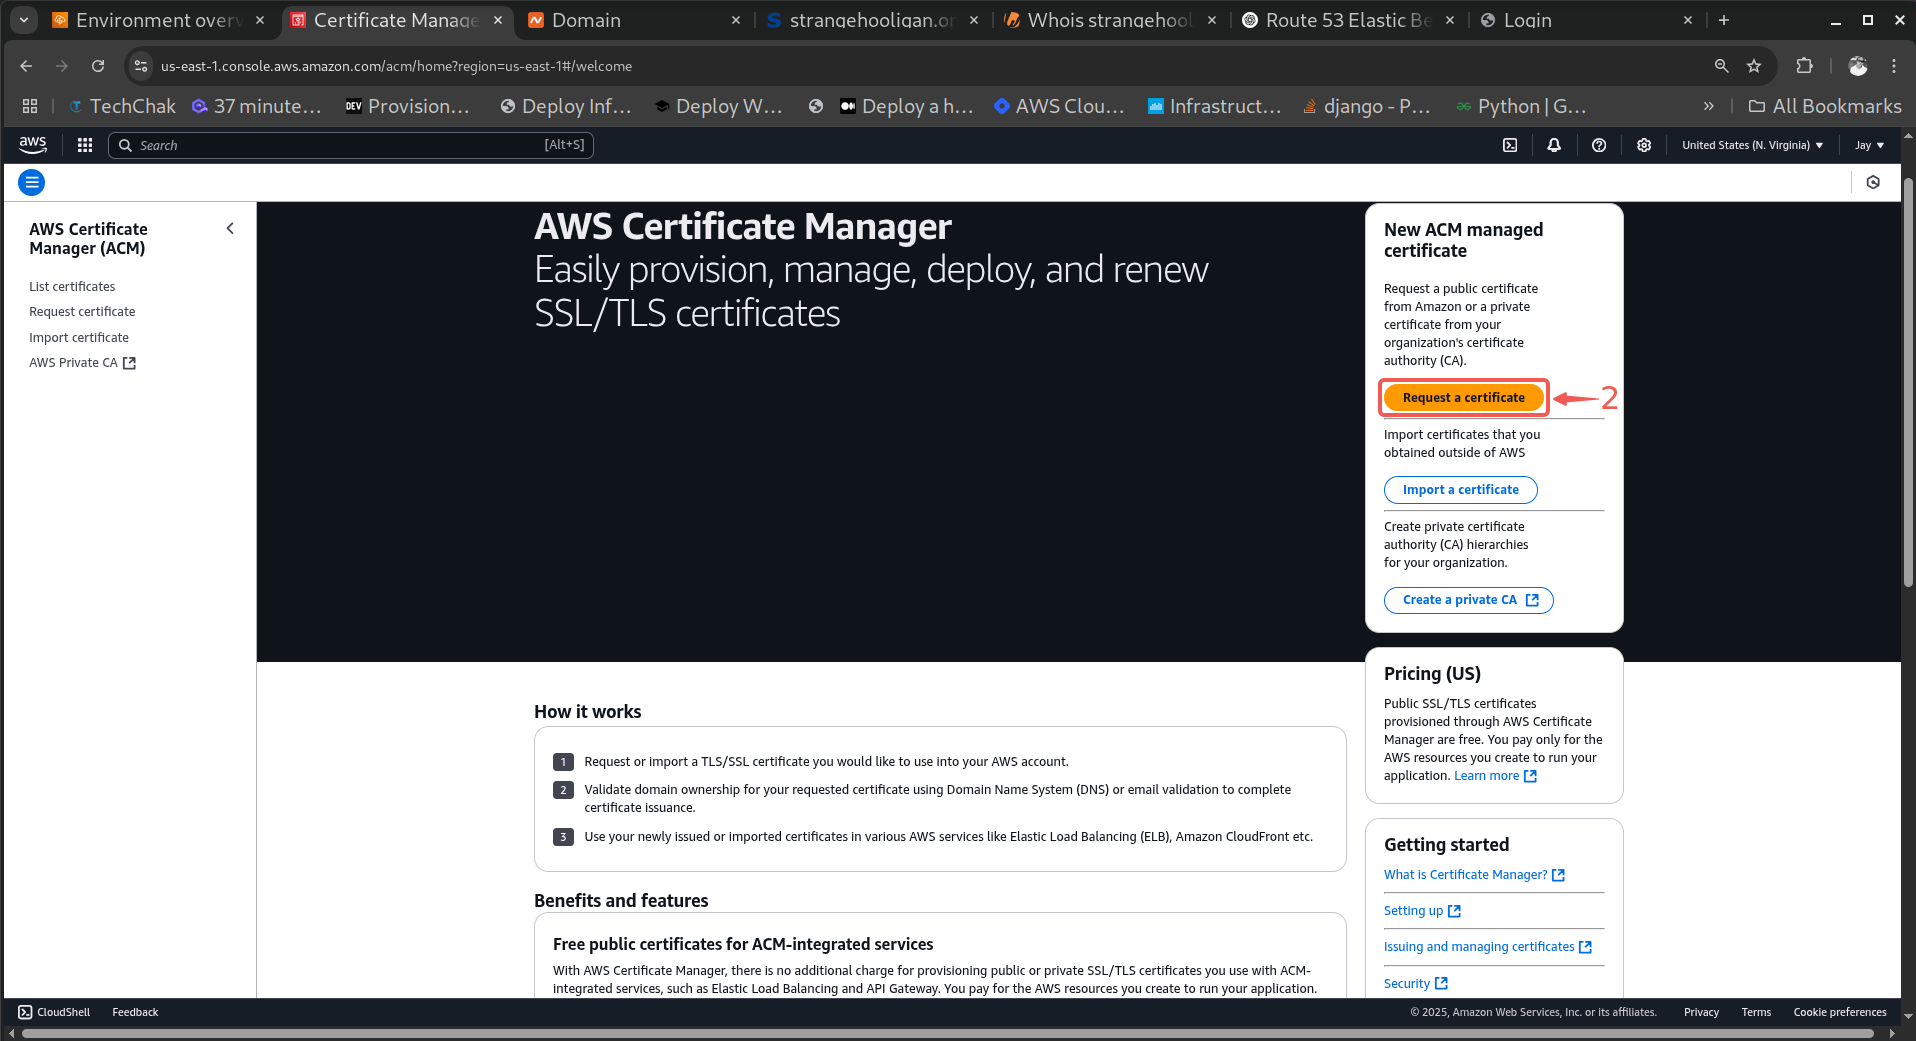 Environment over
Certificate Manage
Domain
strangehooligan.or
Whois strangehool
Route 53 Elastic Be
Login
us-east-1.console.aws.amazon.com/acm/home?region=us-east-1#/welcome
TechChak
37 minute...
DEV Provision...
Deploy Inf...
Deploy W...
Deploy a h...
AWS Clou...
Infrastruct...
django - P...
Python | G...
»
All Bookmarks
aws
Search
[Alt+S]
United States (N. Virginia)
Jay
AWS Certificate
Manager (ACM)
List certificates
Request certificate
Import certificate
AWS Private CA
AWS Certificate Manager
Easily provision, manage, deploy, and renew
SSL/TLS certificates
New ACM managed
certificate
Request a public certificate
from Amazon or a private
certificate from your
organization's certificate
authority (CA).
Request a certificate
2
Import certificates that you
obtained outside of AWS
Import a certificate
Create private certificate
authority (CA) hierarchies
for your organization.
Create a private CA
Pricing (US)
Public SSL/TLS certificates
provisioned through AWS Certificate
Manager are free. You pay only for the
AWS resources you create to run your
application. Learn more
How it works
1 Request or import a TLS/SSL certificate you would like to use into your AWS account.
2 Validate domain ownership for your requested certificate using Domain Name System (DNS) or email validation to complete
certificate issuance.
3 Use your newly issued or imported certificates in various AWS services like Elastic Load Balancing (ELB), Amazon CloudFront etc.
Benefits and features
Free public certificates for ACM-integrated services
With AWS Certificate Manager, there is no additional charge for provisioning public or private SSL/TLS certificates you use with ACM-
integrated services, such as Elastic Load Balancing and API Gateway. You pay for the AWS resources you create to run your application.
Getting started
What is Certificate Manager?
Setting up
Issuing and managing certificates
Security
CloudShell
Feedback
© 2025, Amazon Web Services, Inc. or its affiliates.
Privacy
Terms
Cookie preferences